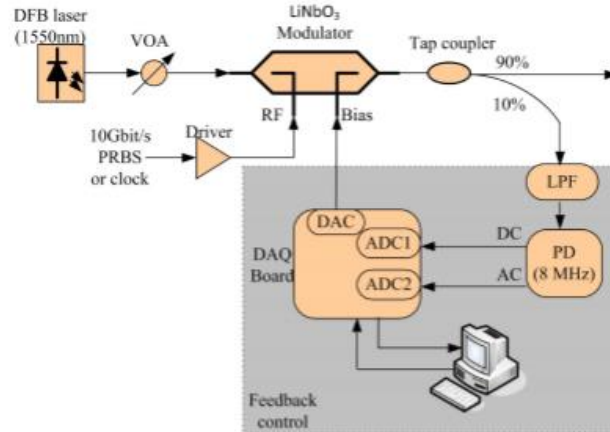 DFB laser
(1550nm)
VOA
LiNbO₃
Modulator
Tap coupler
90%
10%
RF
Bias
10Gbit/s
PRBS
or clock
Driver
LPF
DAC
ADC1
DC
PD
(8 MHz)
DAQ
Board
ADC2
AC
Feedback
control